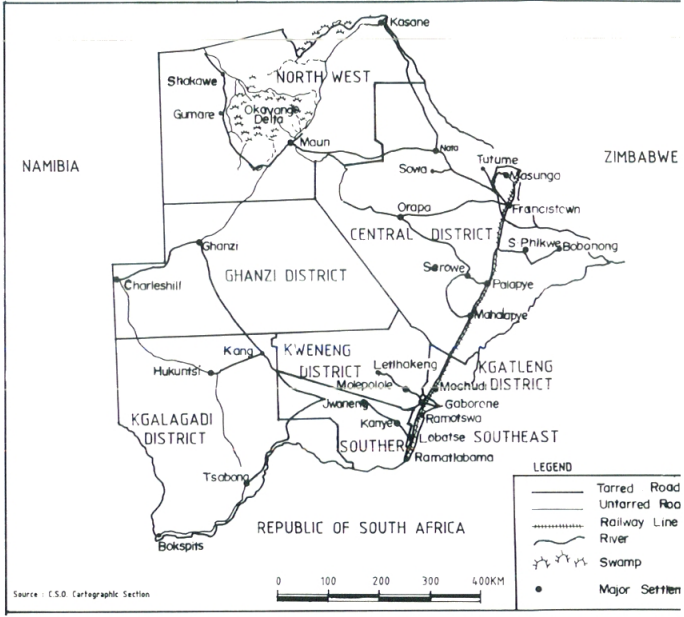 Kasane
Shakawe
NORTH WEST
Gumare
Okavango
Delta
Maun
NAMIBIA
Nata
Tutume
ZIMBABWE
Sowa
Masunga
Orapa
Francistown
CENTRAL DISTRICT
Ghanzi
S Phikwe
Bobonong
GHANZI DISTRICT
Serowe
Charleshill
Palapye
Mahalapye
Kang
KWENENG
DISTRICT
Letlhakeng
KGATLENG
DISTRICT
Hukuntsi
Molepolole
Mochudi
Jwaneng
Gaborone
KGALAGADI
DISTRICT
Kanye
Ramotswa
SOUTHERN
Lobatse
SOUTHEAST
Ramatlabama
Tsabong
LEGEND
Tarred Road
Untarred Roa
Railway Line
River
Swamp
Major Settlem
REPUBLIC OF SOUTH AFRICA
Bokspits
0 100 200 300 400KM
Source : C.S.O. Cartographic Section